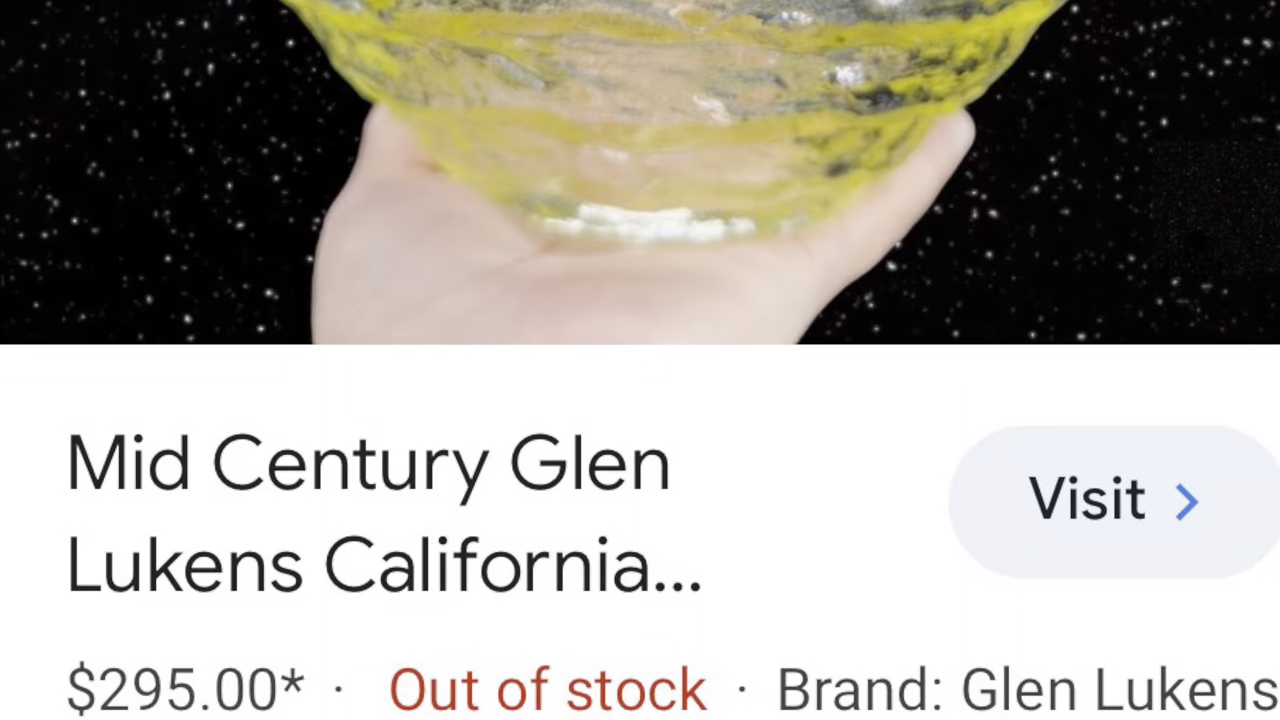 Mid Century Glen
Lukens California...
Visit
$295.00* · Out of stock · Brand: Glen Lukens